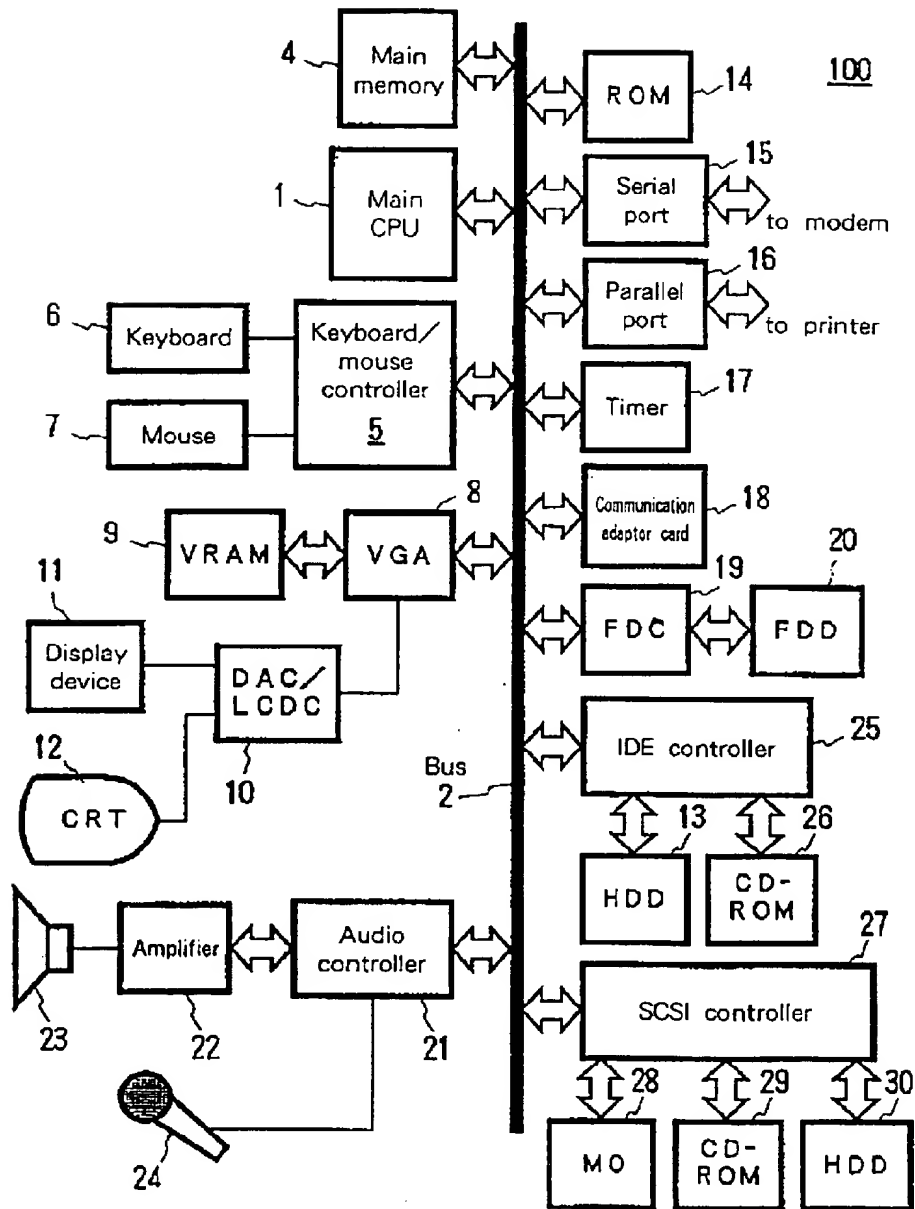 100
4
Main
memory
ROM
14
1
Main
CPU
15
Serial
port
to modem
16
Parallel
port
to printer
6
Keyboard
Keyboard/
mouse
controller
5
7
Mouse
17
Timer
18
Communication
adaptor card
9
VRAM
8
VGA
19
FDC
20
FDD
11
Display
device
DAC/
LCDC
10
12
CRT
Bus
2
IDE controller
25
13
HDD
26
CD-
ROM
23
Amplifier
22
Audio
controller
21
24
27
SCSI controller
28
MO
29
CD-
ROM
30
HDD